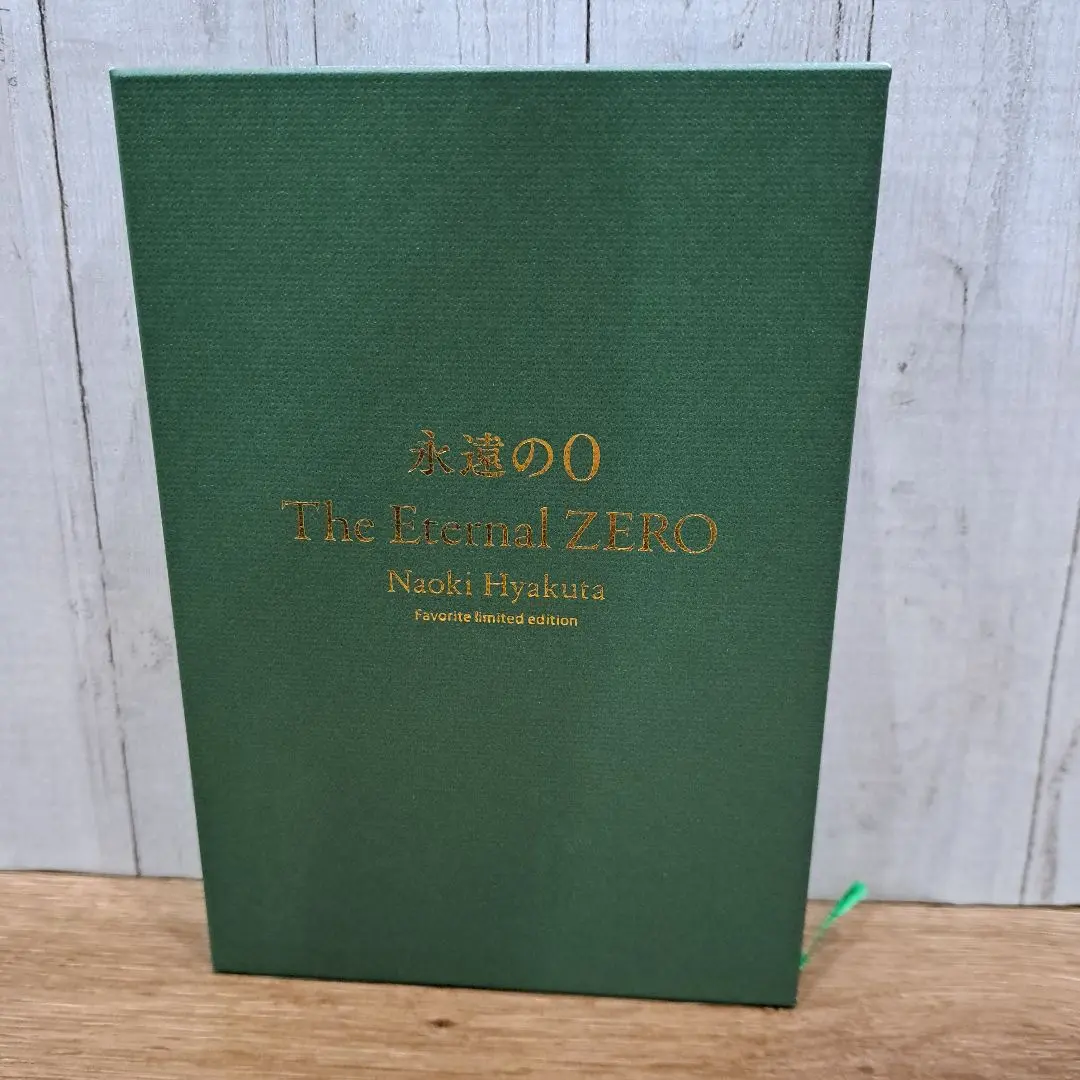 永遠の0
The Eternal ZERO
Naoki Hyakuta
Favorite limited edition